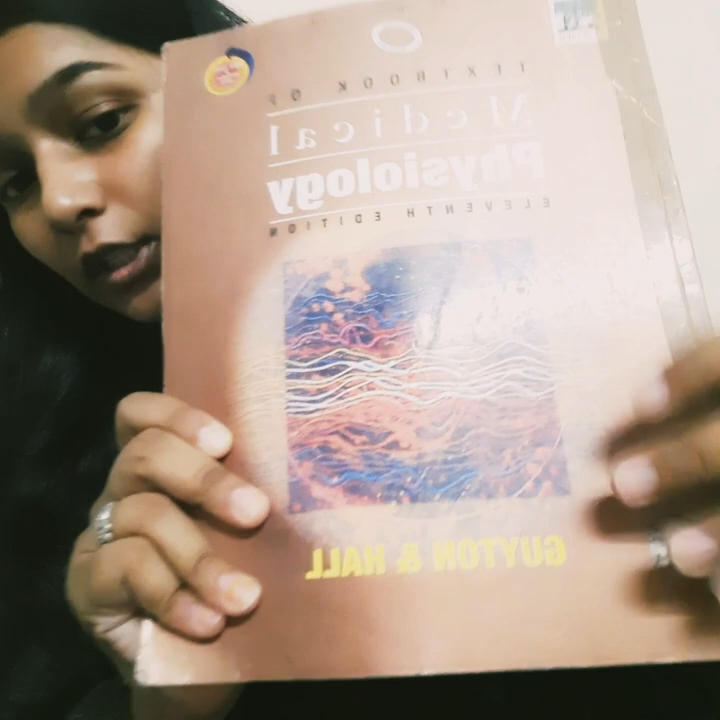 TEXTBOOK OF
Medical
Physiology
ELEVENTH EDITION
GUYTON & HALL